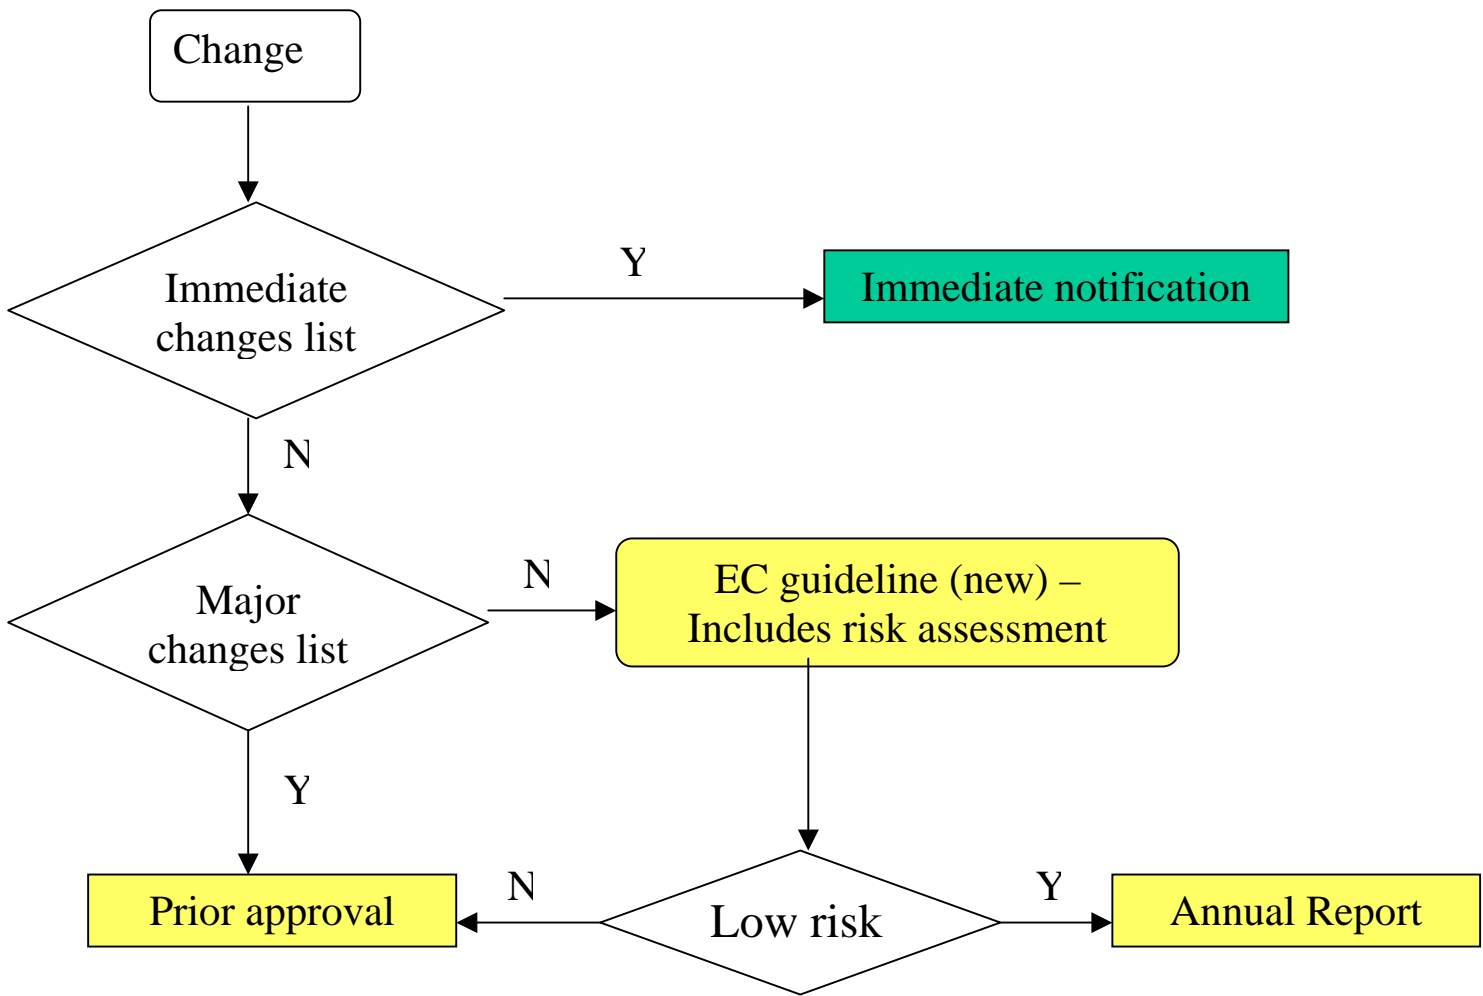 Change
Immediate
changes list
Y
Immediate notification
N
Major
changes list
N
EC guideline (new) –
Includes risk assessment
Y
Prior approval
N
Low risk
Y
Annual Report